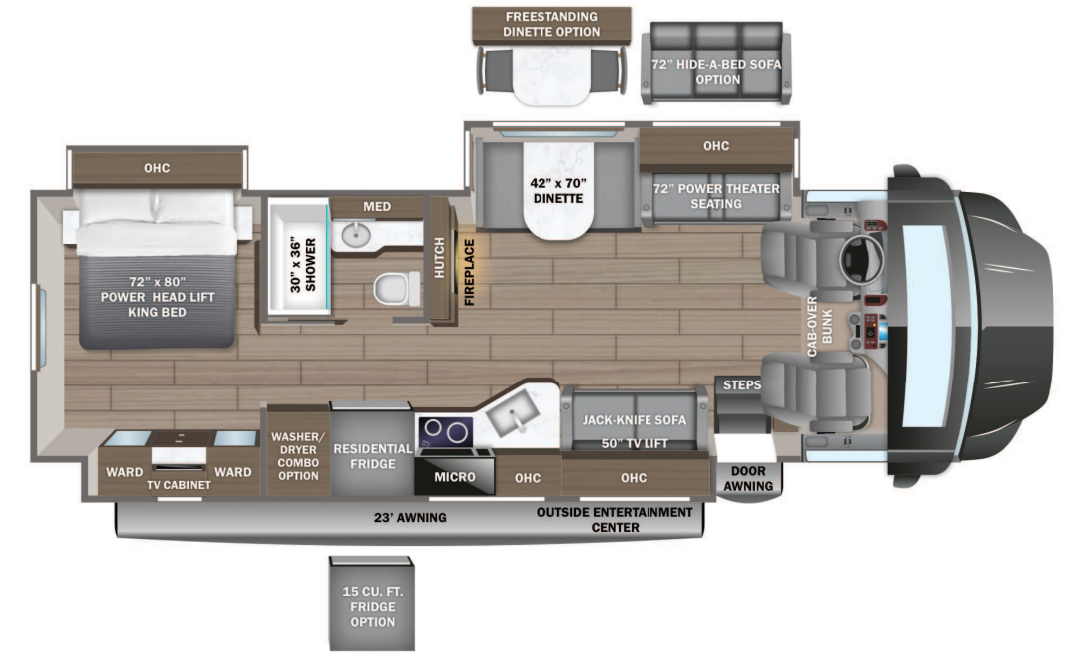 FREESTANDING
DINETTE OPTION
72” HIDE-A-BED SOFA
OPTION
OHC
OHC
42” x 70”
DINETTE
72” POWER THEATER
SEATING
MED
30” x 36”
SHOWER
HUTCH
FIREPLACE
72” x 80”
POWER HEAD LIFT
KING BED
CAB-OVER
BUNK
STEPS
JACK-KNIFE SOFA
50” TV LIFT
WASHER/
DRYER
COMBO
OPTION
RESIDENTIAL
FRIDGE
WARD
WARD
TV CABINET
MICRO
OHC
OHC
DOOR
AWNING
23’ AWNING
OUTSIDE ENTERTAINMENT
CENTER
15 CU. FT.
FRIDGE
OPTION